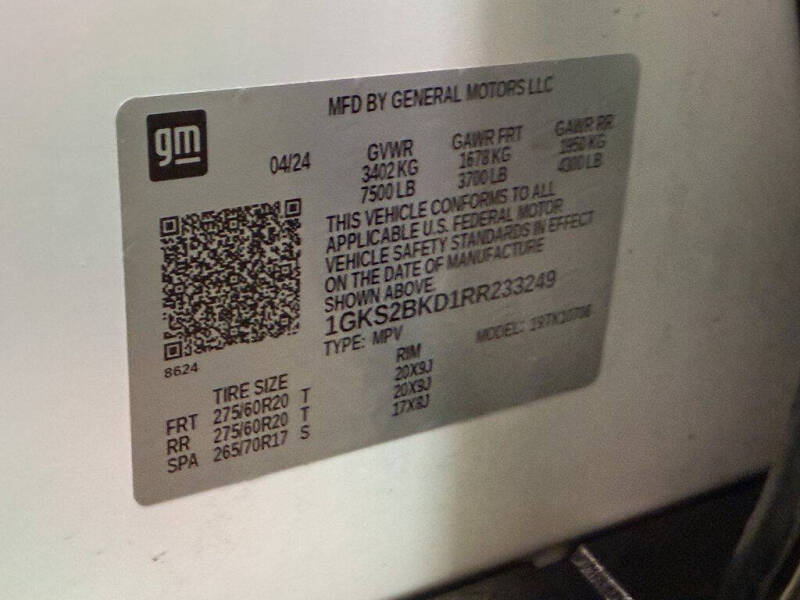 gm
MFD BY GENERAL MOTORS LLC
04/24
GVWR GAWR FRT GAWR RR
3402 KG 1678 KG 1950 KG
7500 LB 3700 LB 4300 LB
THIS VEHICLE CONFORMS TO ALL
APPLICABLE U.S. FEDERAL MOTOR
VEHICLE SAFETY STANDARDS IN EFFECT
ON THE DATE OF MANUFACTURE
SHOWN ABOVE.
1GKS2BKD1RR233249
TYPE: MPV MODEL:
8624
TIRE SIZE RIM
FRT 275/60R20 T 20X9J
RR 275/60R20 T 20X9J
SPA 265/70R17 S 17X8J